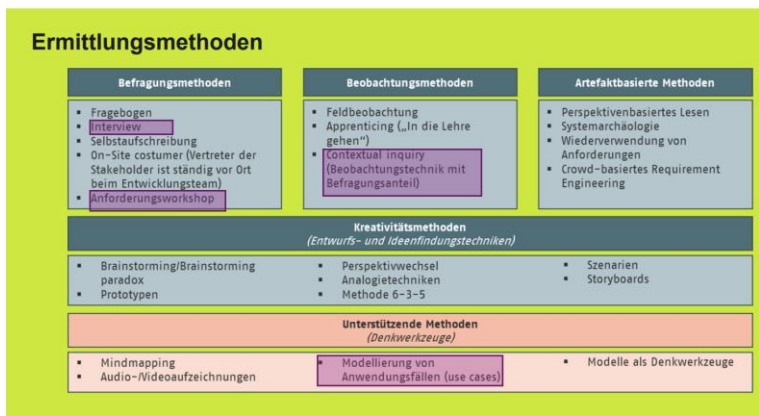 Ermittlungsmethoden
Befragungsmethoden
▪ Fragebogen
▪ Interview
▪ Selbstaufschreibung
▪ On-Site costumer (Vertreter der
Stakeholder ist ständig vor Ort
beim Entwicklungsteam)
▪ Anforderungsworkshop
Beobachtungsmethoden
▪ Feldbeobachtung
▪ Apprenticing („In die Lehre
gehen“)
▪ Contextual inquiry
(Beobachtungstechnik mit
Befragungsanteil)
Artefaktbasierte Methoden
▪ Perspektivenbasiertes Lesen
▪ Systemarchäologie
▪ Wiederverwendung von
Anforderungen
▪ Crowd-basiertes Requirement
Engineering
Kreativitätsmethoden
(Entwurfs- und Ideenfindungstechniken)
▪ Brainstorming/Brainstorming
paradox
▪ Prototypen
▪ Perspektivwechsel
▪ Analogietechniken
▪ Methode 6-3-5
▪ Szenarien
▪ Storyboards
Unterstützende Methoden
(Denkwerkzeuge)
▪ Mindmapping
▪ Audio-/Videoaufzeichnungen
▪ Modellierung von
Anwendungsfällen (use cases)
▪ Modelle als Denkwerkzeuge